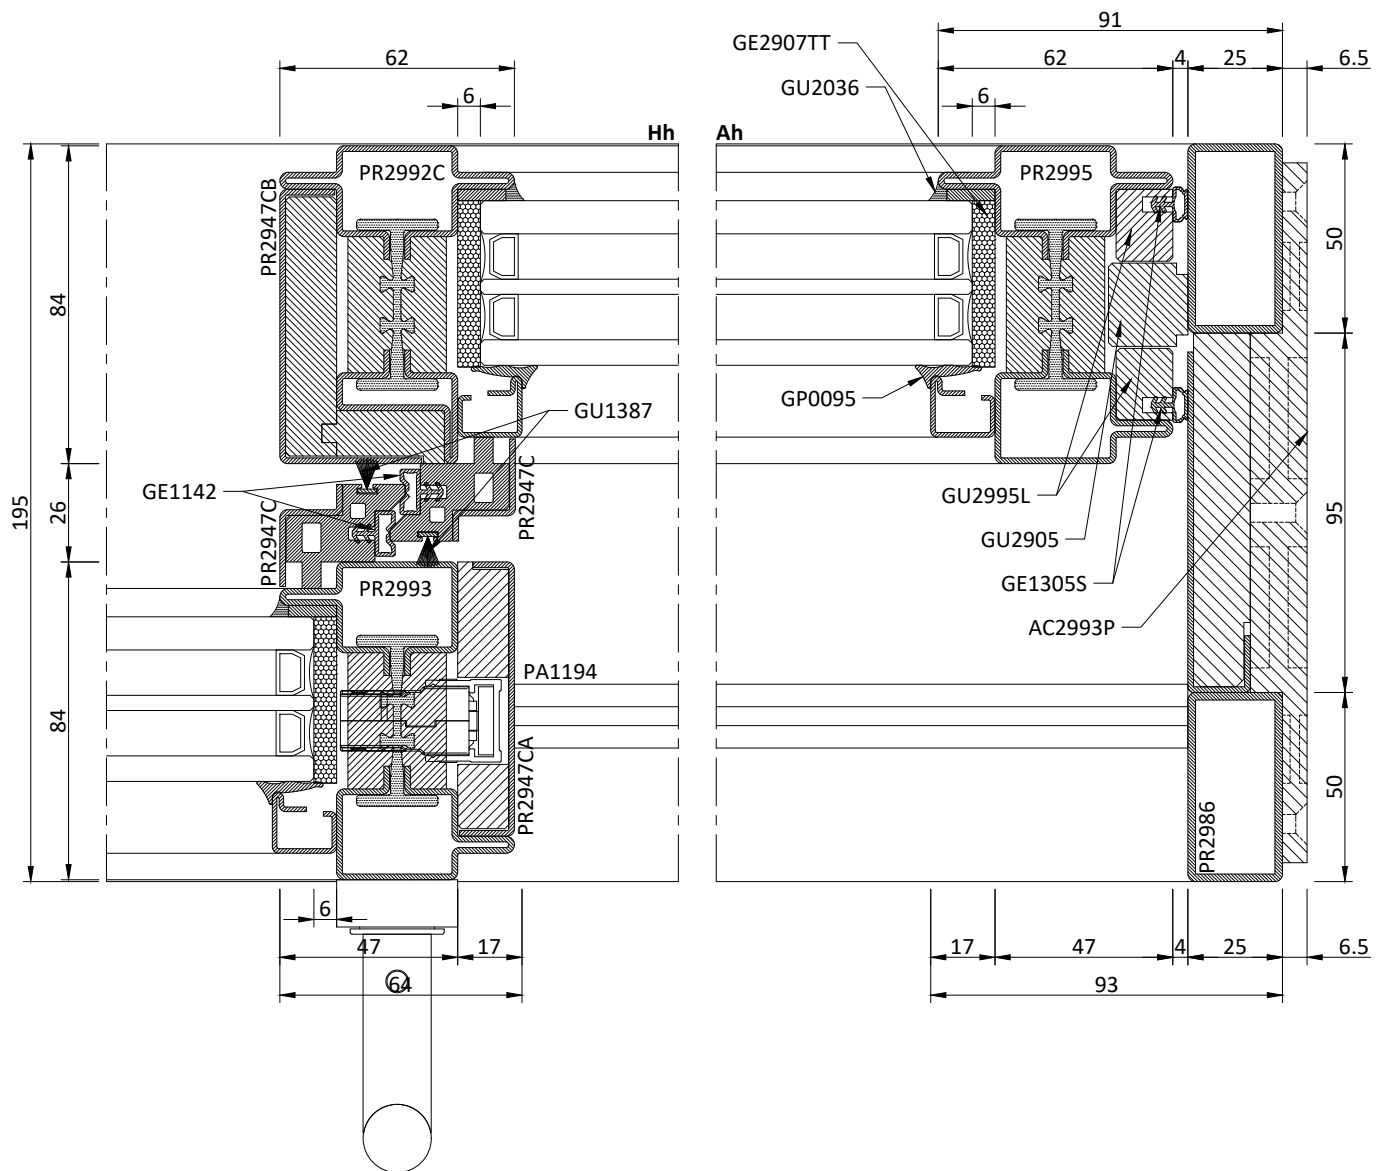 91
62
62
4
25
6.5
GE2907TT
GU2036
6
6
Hh
Ah
PR2992C
PR2995
PR2947CB
50
84
GP0095
GU1387
GE1142
GU2995L
195
26
PR2947C
PR2947C
GU2905
95
PR2993
GE1305S
AC2993P
PA1194
84
PR2947CA
PR2986
50
6
47
17
17
47
4
25
6.5
64
93